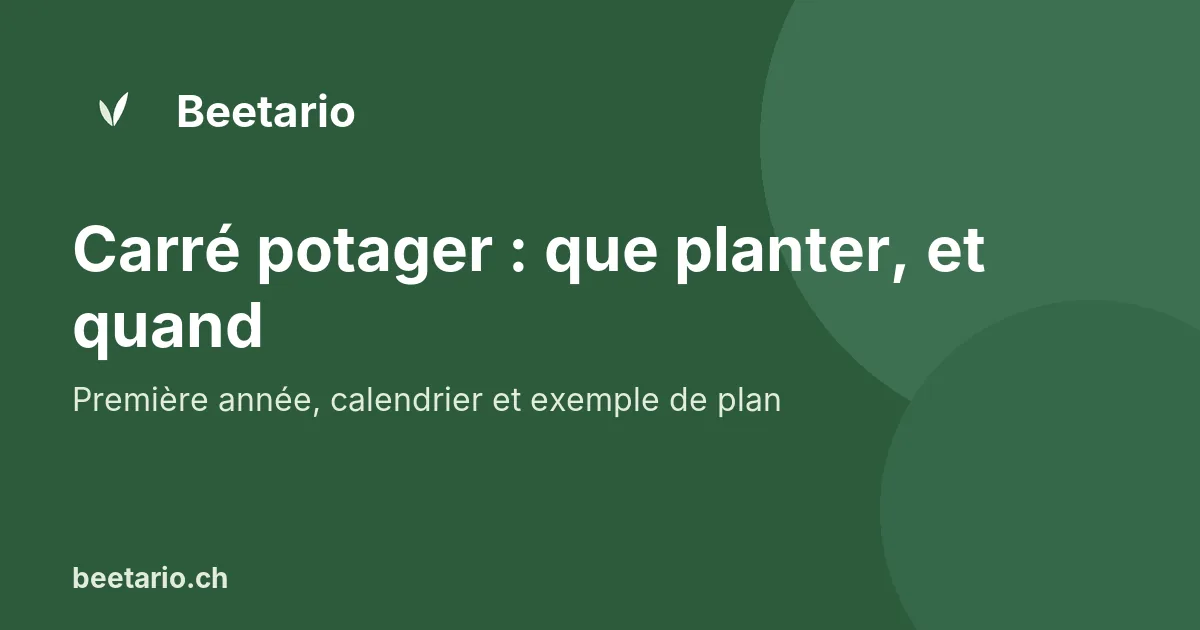 Beetario
Carré potager : que planter, et
quand
Première année, calendrier et exemple de plan
beetario.ch